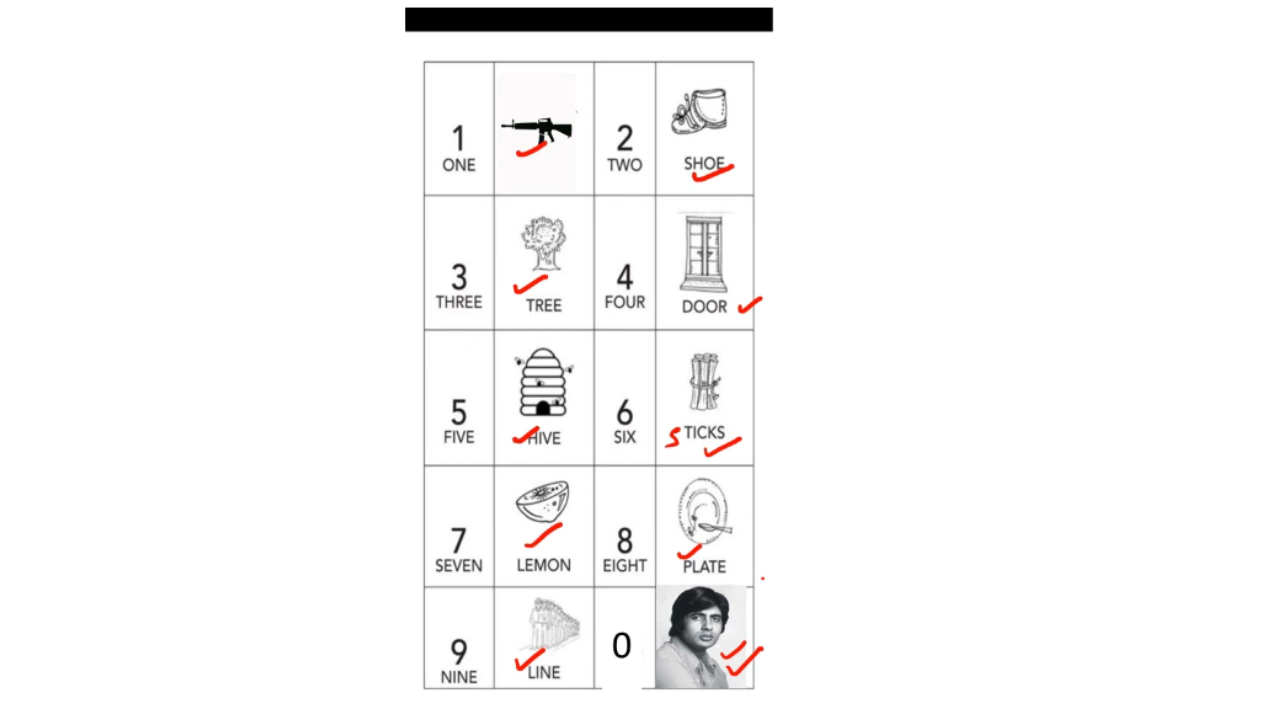 1
ONE
2
TWO
SHOE
3
THREE
TREE
4
FOUR
DOOR
5
FIVE
HIVE
6
SIX
STICKS
7
SEVEN
LEMON
8
EIGHT
PLATE
9
NINE
LINE
0